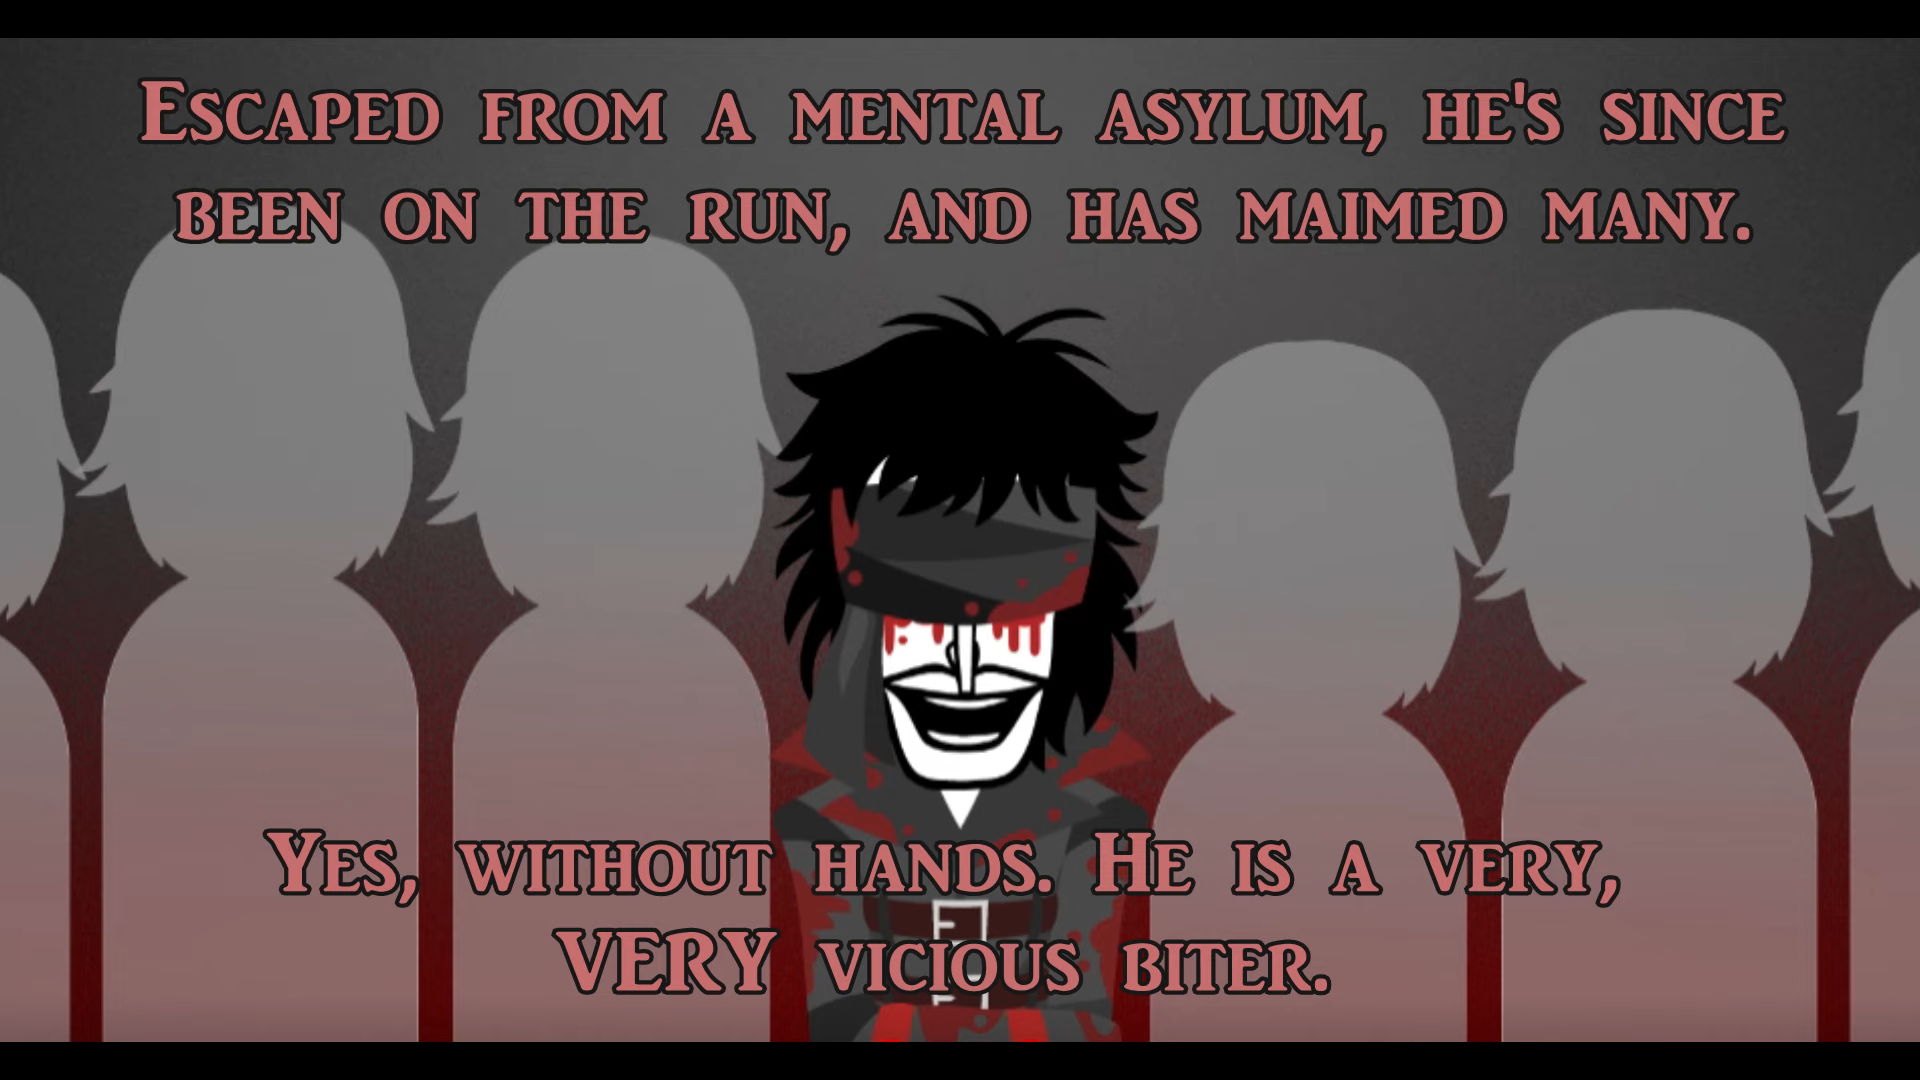 Escaped from a mental asylum, he's since
been on the run, and has maimed many.
Yes, without hands. He is a very,
VERY vicious biter.